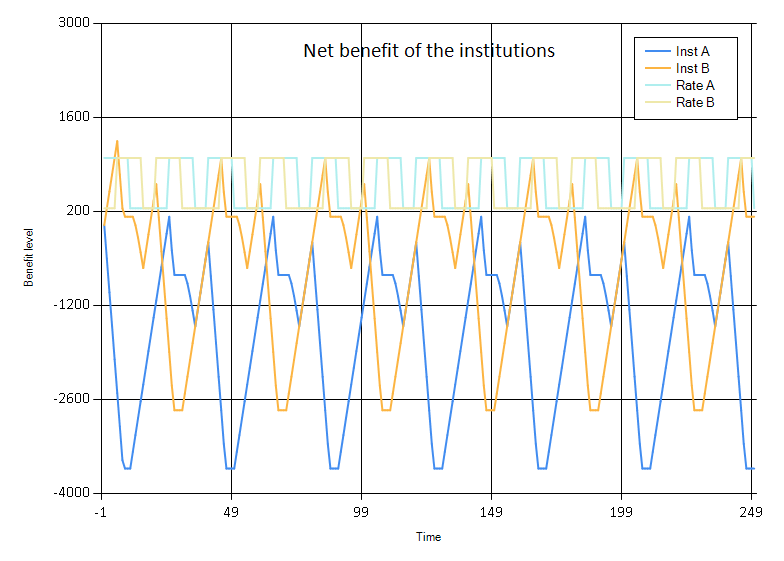 3000
Net benefit of the institutions
Inst A
Inst B
Rate A
Rate B
1600
200
Benefit level
-1200
-2600
-4000
-1 49 99 149 199 249
Time